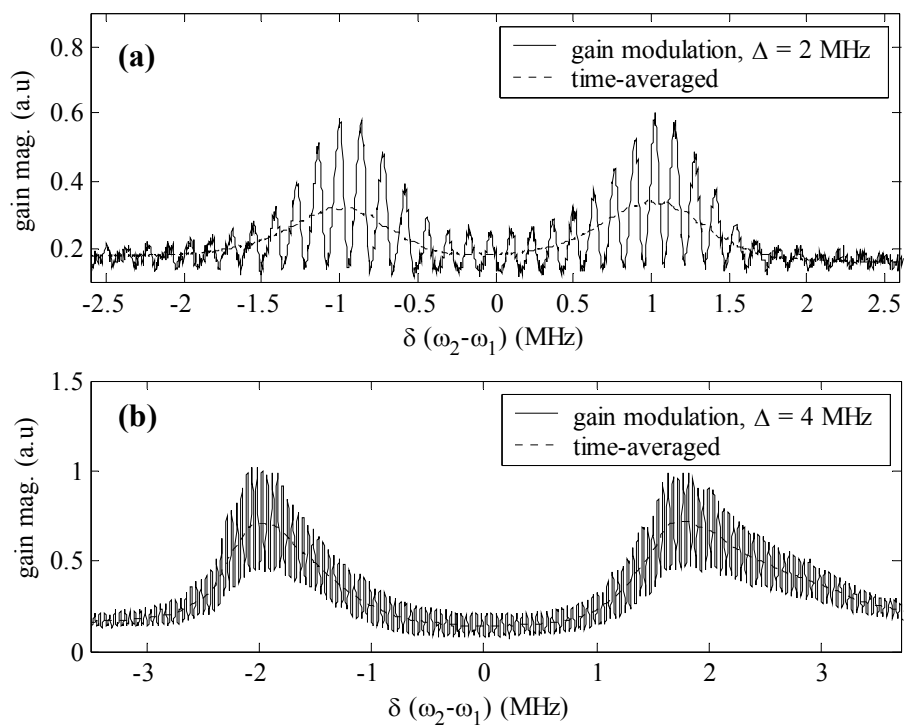 (a)
gain modulation, Δ = 2 MHz
time-averaged
0.8
0.6
0.4
0.2
gain mag. (a.u)
-2.5 -2 -1.5 -1 -0.5 0 0.5 1 1.5 2 2.5
δ (ω₂-ω₁) (MHz)
(b)
gain modulation, Δ = 4 MHz
time-averaged
1.5
1
0.5
0
gain mag. (a.u)
-3 -2 -1 0 1 2 3
δ (ω₂-ω₁) (MHz)